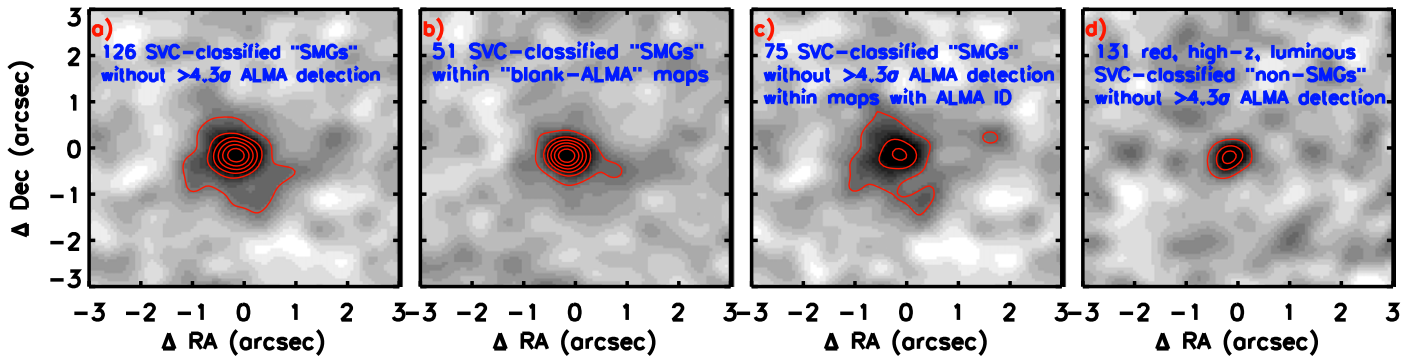 a)
126 SVC-classified "SMGs"
without >4.3σ ALMA detection
b)
51 SVC-classified "SMGs"
within "blank-ALMA" maps
c)
75 SVC-classified "SMGs"
without >4.3σ ALMA detection
within maps with ALMA ID
d)
131 red, high-z, luminous
SVC-classified "non-SMGs"
without >4.3σ ALMA detection
3
2
1
0
−1
−2
−3
Δ Dec (arcsec)
−3 −2 −1 0 1 2 3
−3 −2 −1 0 1 2 3
−3 −2 −1 0 1 2 3
−3 −2 −1 0 1 2 3
Δ RA (arcsec)
Δ RA (arcsec)
Δ RA (arcsec)
Δ RA (arcsec)